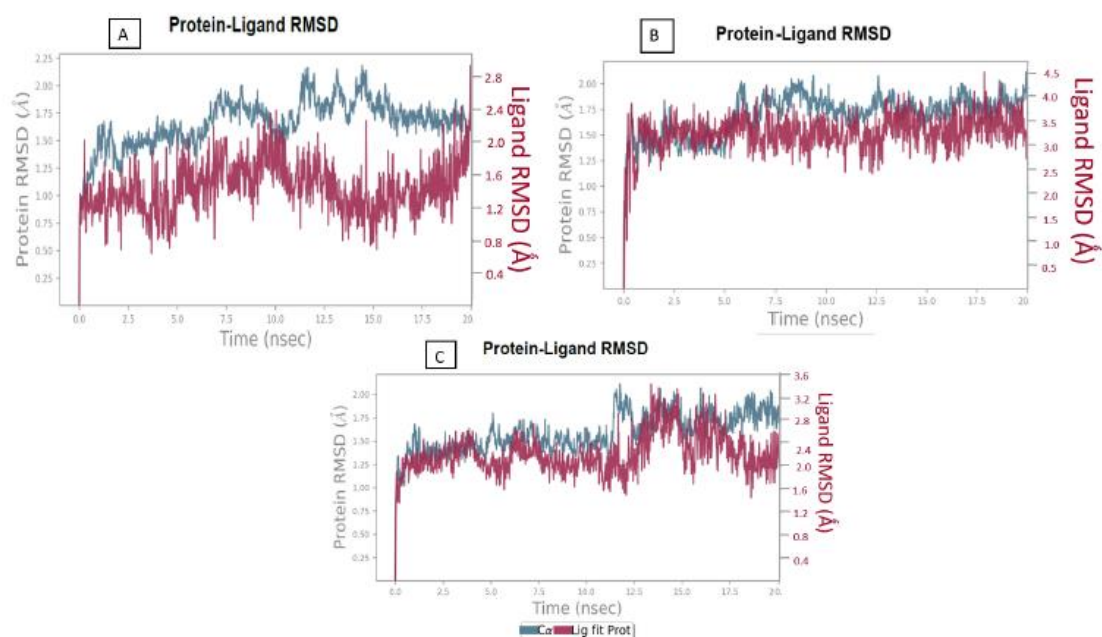 A
Protein-Ligand RMSD
Protein RMSD (Å)
2.25
2.00
1.75
1.50
1.25
1.00
0.75
0.50
0.25
2.8
2.4
2.0
1.6
1.2
0.8
0.4
Ligand RMSD (Å)
0.0 2.5 5.0 7.5 10.0 12.5 15.0 17.5 20
Time (nsec)
B
Protein-Ligand RMSD
Protein RMSD (Å)
2.00
1.75
1.50
1.25
1.00
0.75
0.50
0.25
4.5
4.0
3.5
3.0
2.5
2.0
1.5
1.0
0.5
Ligand RMSD (Å)
0.0 2.5 5.0 7.5 10.0 12.5 15.0 17.5 20
Time (nsec)
C
Protein-Ligand RMSD
Protein RMSD (Å)
2.00
1.75
1.50
1.25
1.00
0.75
0.50
0.25
3.6
3.2
2.8
2.4
2.0
1.6
1.2
0.8
0.4
Ligand RMSD (Å)
0.0 2.5 5.0 7.5 10.0 12.5 15.0 17.5 20.
Time (nsec)
Cα Lig fit Prot